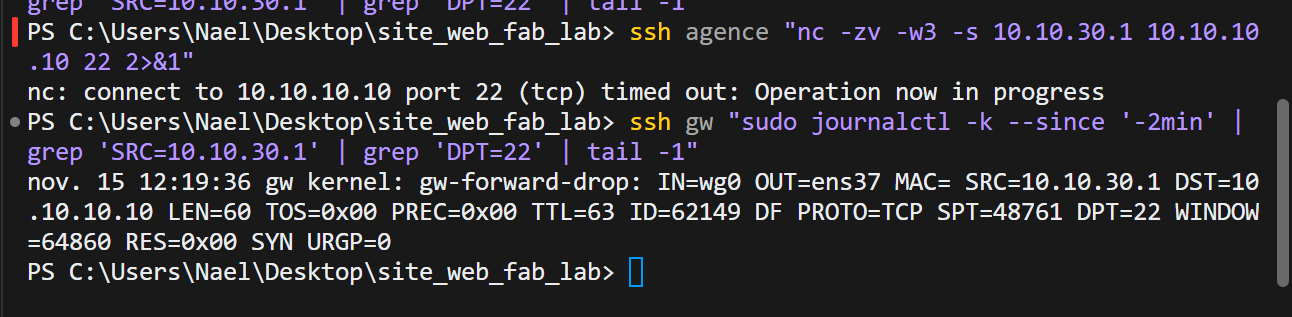 grep 'SRC=10.10.30.1' | grep 'DPT=22' | tail -1"
PS C:\Users\Nael\Desktop\site_web_fab_lab> ssh agence "nc -zv -w3 -s 10.10.30.1 10.10.10
.10 22 2>&1"
nc: connect to 10.10.10.10 port 22 (tcp) timed out: Operation now in progress
PS C:\Users\Nael\Desktop\site_web_fab_lab> ssh gw "sudo journalctl -k --since '-2min' |
grep 'SRC=10.10.30.1' | grep 'DPT=22' | tail -1"
nov. 15 12:19:36 gw kernel: gw-forward-drop: IN=wg0 OUT=ens37 MAC= SRC=10.10.30.1 DST=10
.10.10.10 LEN=60 TOS=0x00 PREC=0x00 TTL=63 ID=62149 DF PROTO=TCP SPT=48761 DPT=22 WINDOW
=64860 RES=0x00 SYN URGP=0
PS C:\Users\Nael\Desktop\site_web_fab_lab>